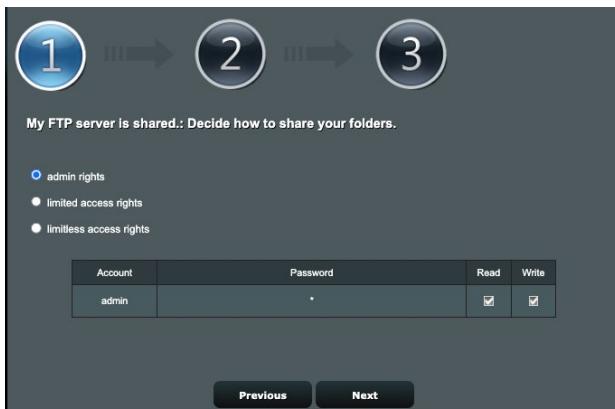 1 2 3
My FTP server is shared.: Decide how to share your folders.
admin rights
limited access rights
limitless access rights
Account Password Read Write
admin *
Previous Next